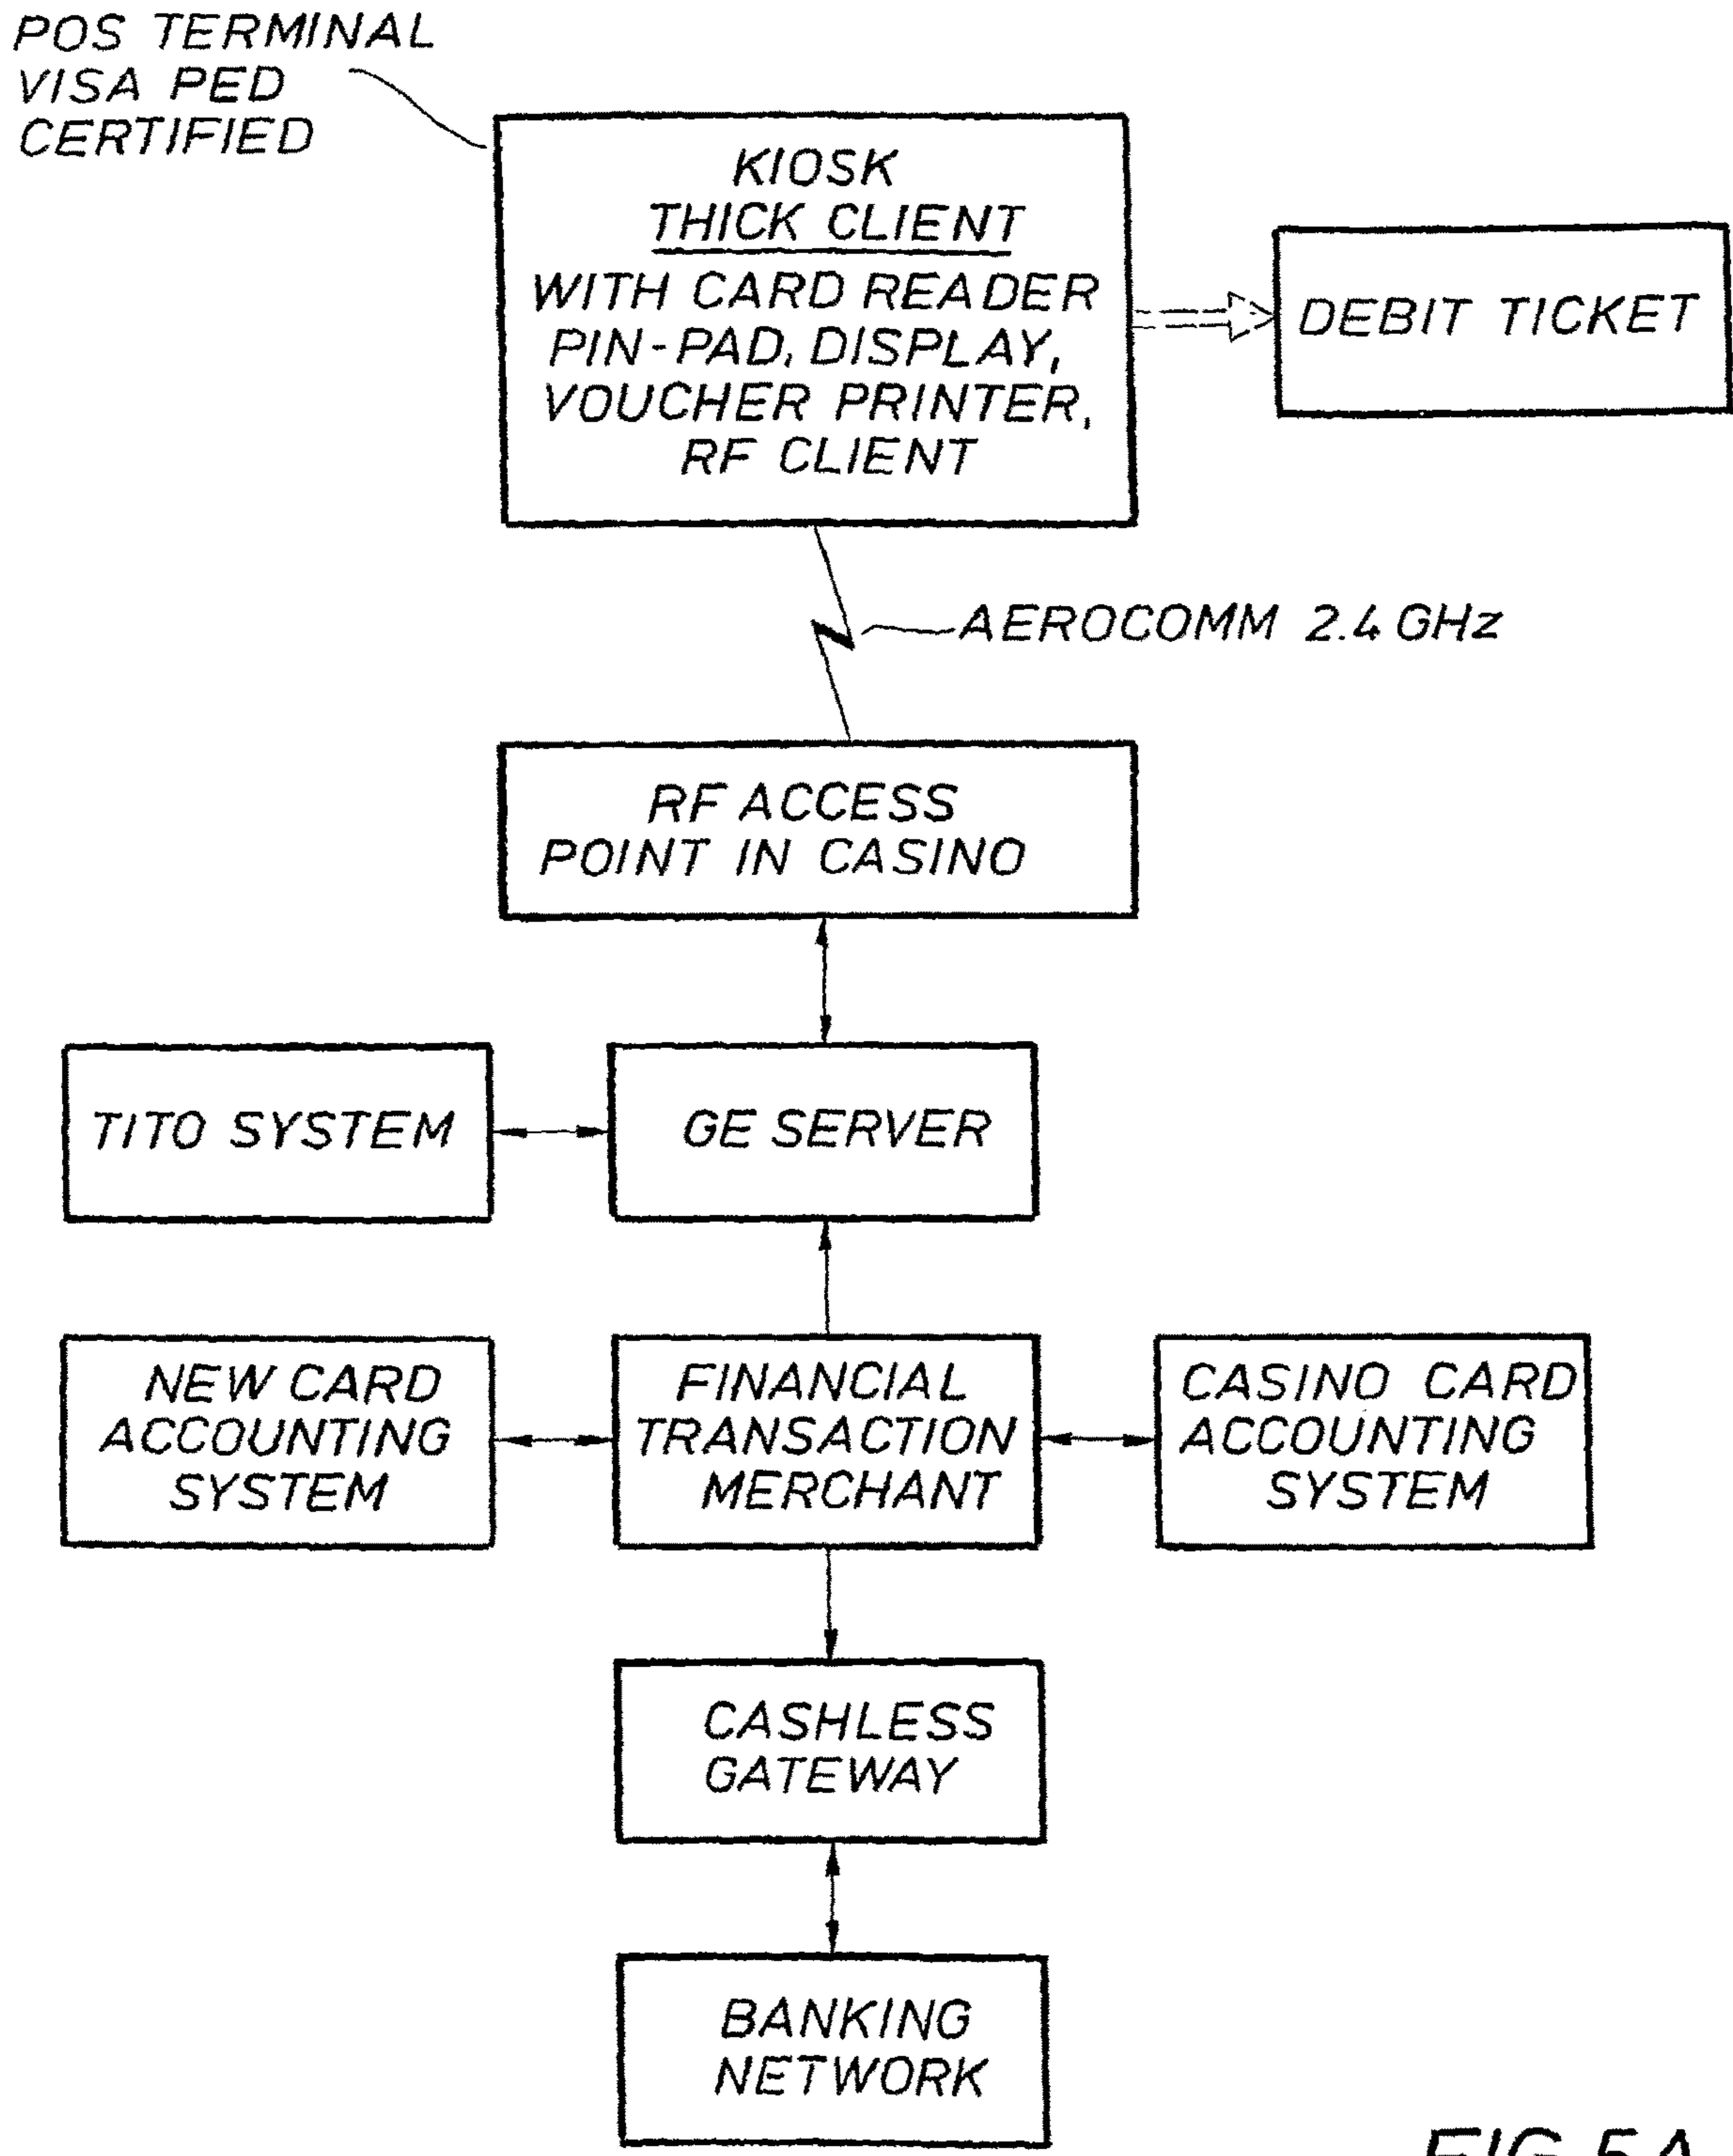 POS TERMINAL
VISA PED
CERTIFIED
KIOSK
THICK CLIENT
WITH CARD READER
PIN-PAD, DISPLAY,
VOUCHER PRINTER,
RF CLIENT
DEBIT TICKET
AEROCOMM 2.4 GHz
RF ACCESS
POINT IN CASINO
TITO SYSTEM
GE SERVER
NEW CARD
ACCOUNTING
SYSTEM
FINANCIAL
TRANSACTION
MERCHANT
CASINO CARD
ACCOUNTING
SYSTEM
CASHLESS
GATEWAY
BANKING
NETWORK
FIG. 5A